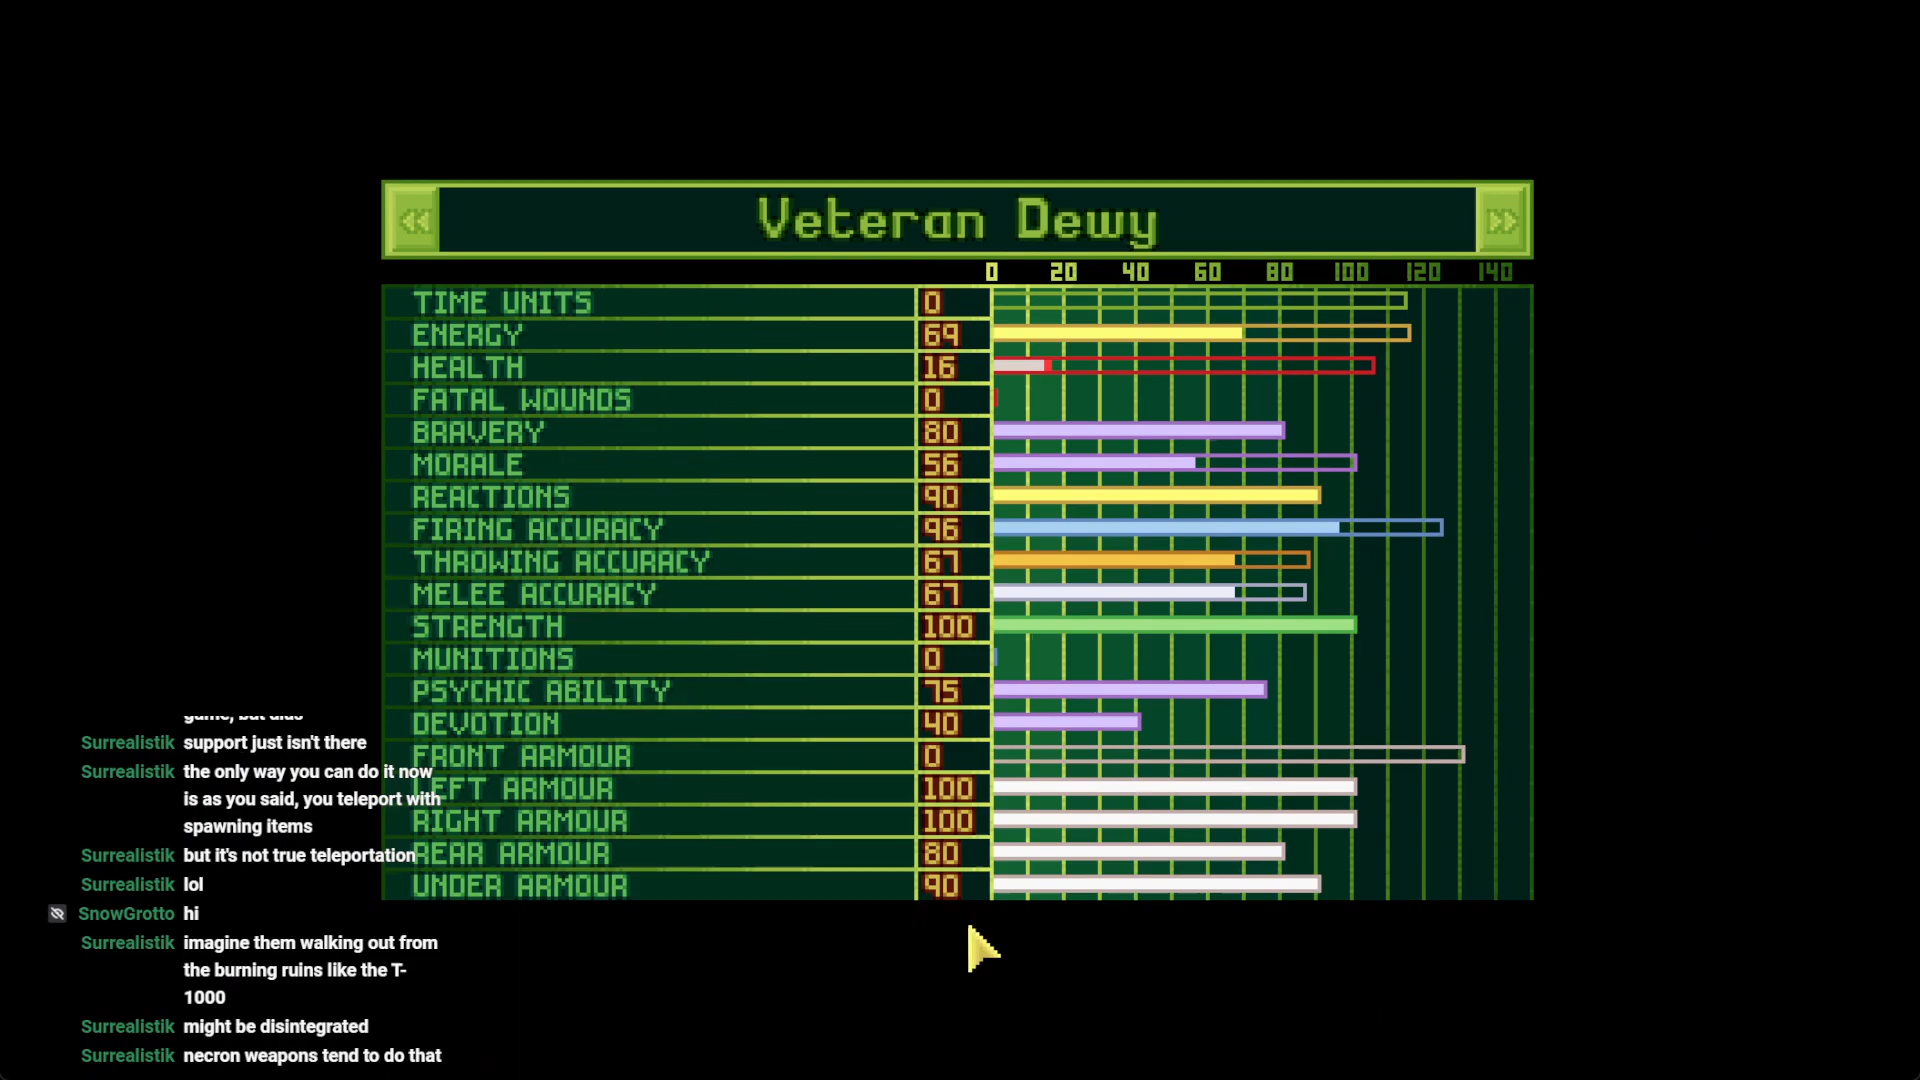 Veteran Dewy
0 20 40 60 80 100 120 140
TIME UNITS 0
ENERGY 69
HEALTH 16
FATAL WOUNDS 0
BRAVERY 80
MORALE 56
REACTIONS 90
FIRING ACCURACY 96
THROWING ACCURACY 67
MELEE ACCURACY 67
STRENGTH 100
MUNITIONS 0
PSYCHIC ABILITY 75
DEVOTION 40
FRONT ARMOUR 0
LEFT ARMOUR 100
RIGHT ARMOUR 100
REAR ARMOUR 80
UNDER ARMOUR 90
game, but alas
Surrealistik support just isn't there
Surrealistik the only way you can do it now
is as you said, you teleport with
spawning items
Surrealistik but it's not true teleportation
Surrealistik lol
SnowGrotto hi
Surrealistik imagine them walking out from
the burning ruins like the T-
1000
Surrealistik might be disintegrated
Surrealistik necron weapons tend to do that